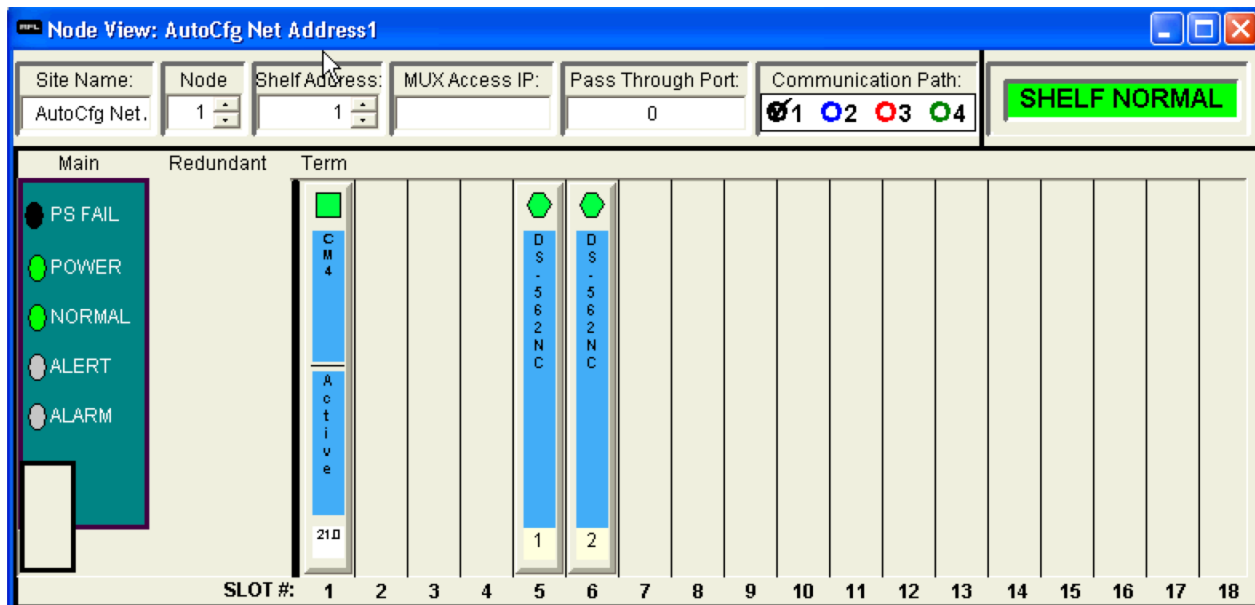 RFL Node View: AutoCfg Net Address1
Site Name: Node Shelf Address: MUX Access IP: Pass Through Port: Communication Path:
AutoCfg Net. 1 1 0 1 2 3 4 SHELF NORMAL
Main Redundant Term
PS FAIL
POWER
NORMAL
ALERT
ALARM
CM4
Active
DS-562NC
DS-562NC
1 2
SLOT #: 1 2 3 4 5 6 7 8 9 10 11 12 13 14 15 16 17 18